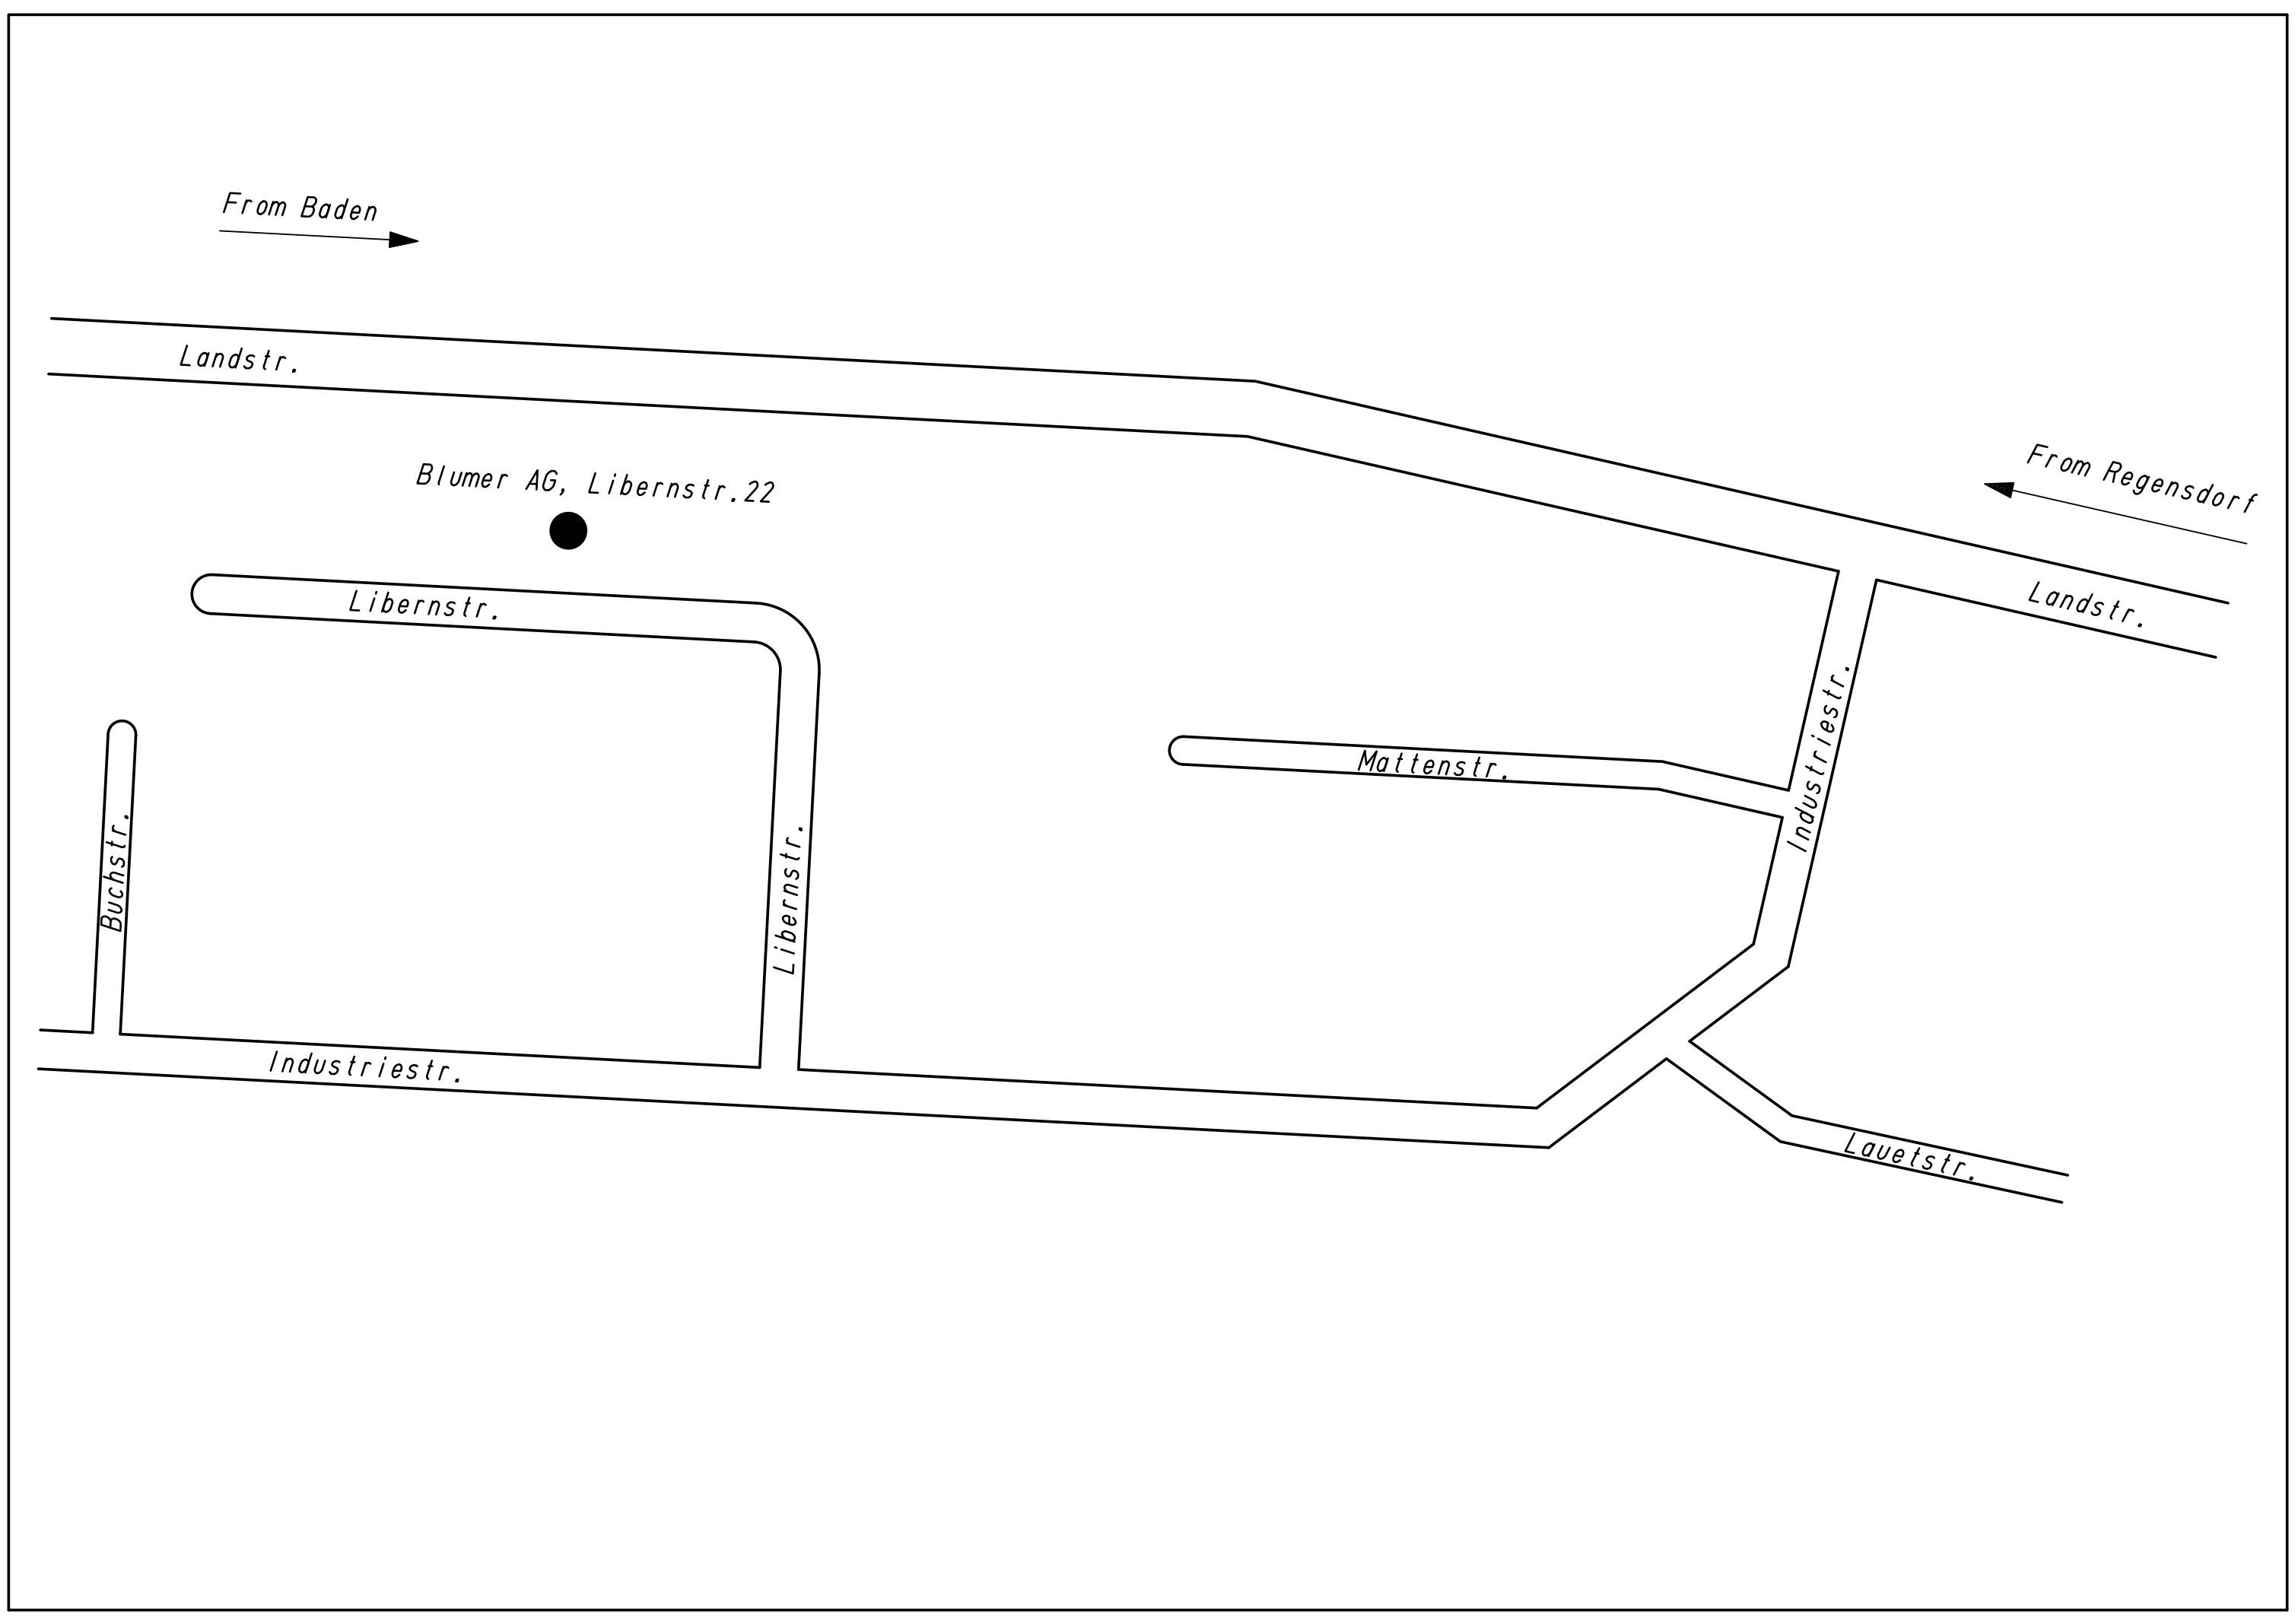 From Baden
Landstr.
From Regensdorf
Blumer AG, Libernstr.22
Landstr.
Libernstr.
Industriestr.
Mattenstr.
Buchstr.
Libernstr.
Industriestr.
Lauetstr.